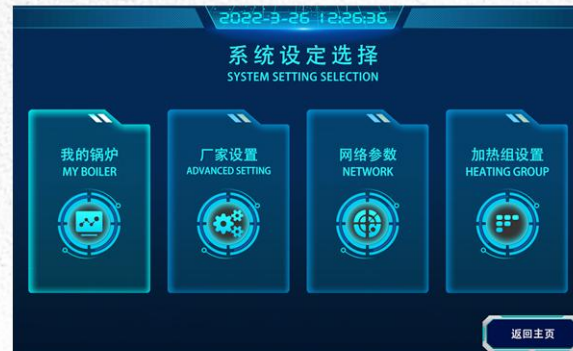 2022-3-26 12:26:36
系统设定选择
SYSTEM SETTING SELECTION
我的锅炉
MY BOILER
厂家设置
ADVANCED SETTING
网络参数
NETWORK
加热组设置
HEATING GROUP
返回主页